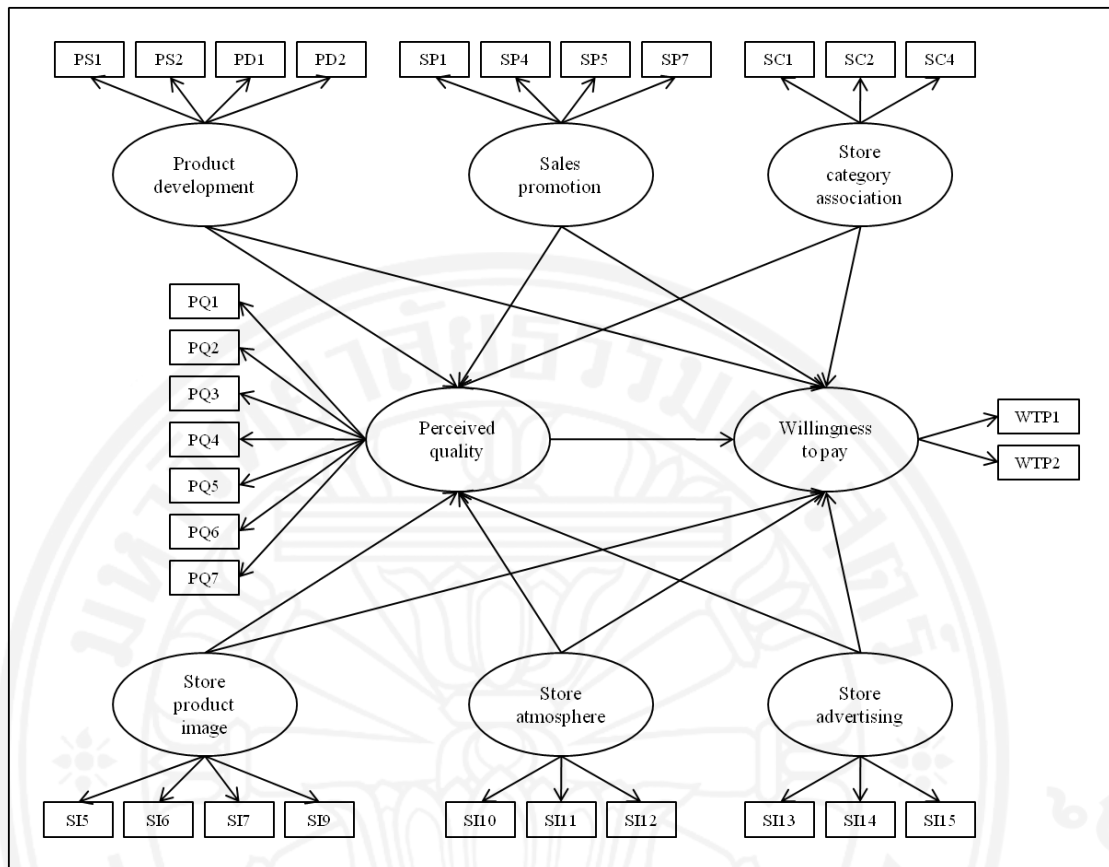 PS1
PS2
PD1
PD2
SP1
SP4
SP5
SP7
SC1
SC2
SC4
Product
development
Sales
promotion
Store
category
association
PQ1
PQ2
PQ3
PQ4
PQ5
PQ6
PQ7
Perceived
quality
Willingness
to pay
WTP1
WTP2
Store
product
image
Store
atmosphere
Store
advertising
SI5
SI6
SI7
SI9
SI10
SI11
SI12
SI13
SI14
SI15